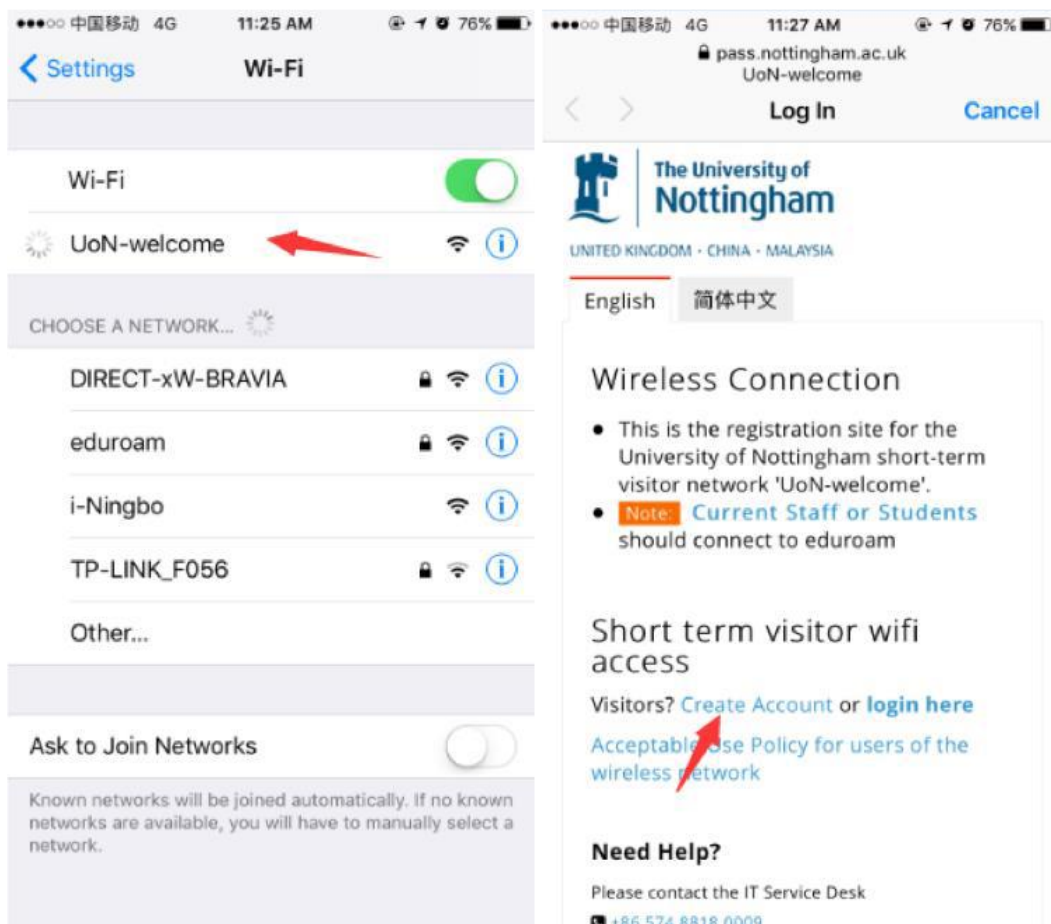 中国移动 4G 11:25 AM 76%
Settings Wi-Fi
Wi-Fi
UoN-welcome
CHOOSE A NETWORK...
DIRECT-xW-BRAVIA
eduroam
i-Ningbo
TP-LINK_F056
Other...
Ask to Join Networks
Known networks will be joined automatically. If no known
networks are available, you will have to manually select a
network.
中国移动 4G 11:27 AM 76%
pass.nottingham.ac.uk
UoN-welcome
Log In Cancel
The University of
Nottingham
UNITED KINGDOM · CHINA · MALAYSIA
English 简体中文
Wireless Connection
• This is the registration site for the
University of Nottingham short-term
visitor network 'UoN-welcome'.
• Note: Current Staff or Students
should connect to eduroam
Short term visitor wifi
access
Visitors? Create Account or login here
Acceptable Use Policy for users of the
wireless network
Need Help?
Please contact the IT Service Desk
+86 574 8818 0009